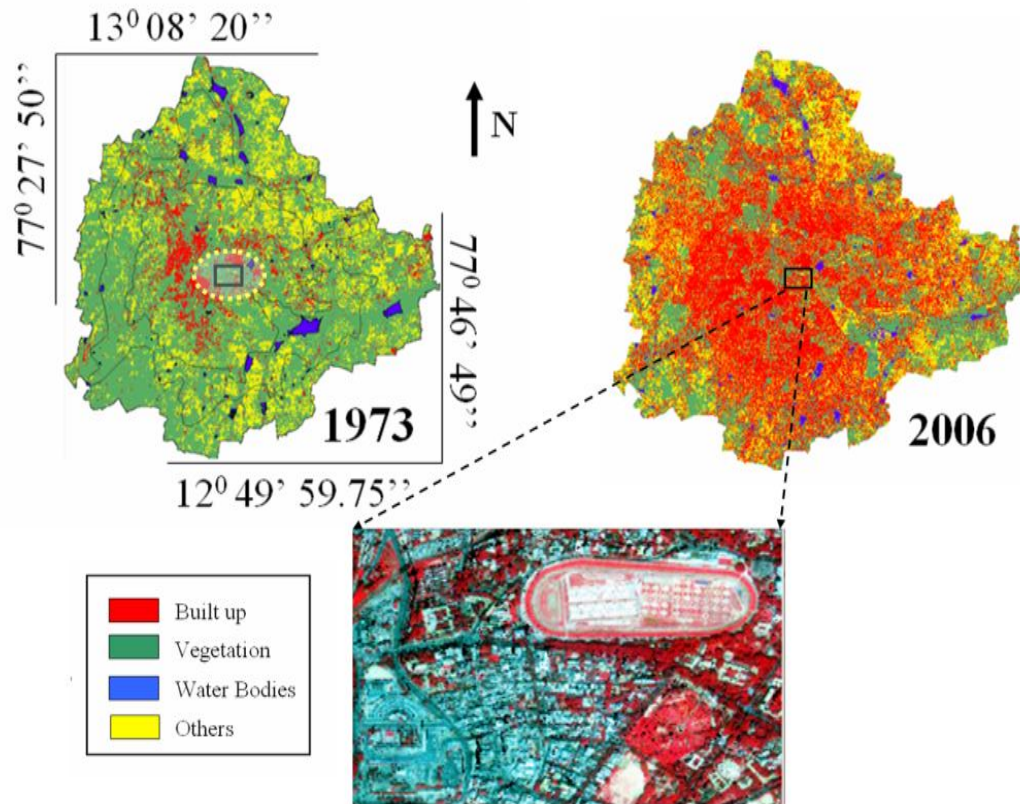 13⁰ 08’ 20’’
77⁰ 27’ 50’’
N
77⁰ 46’ 49’’
1973
2006
12⁰ 49’ 59.75’’
Built up
Vegetation
Water Bodies
Others